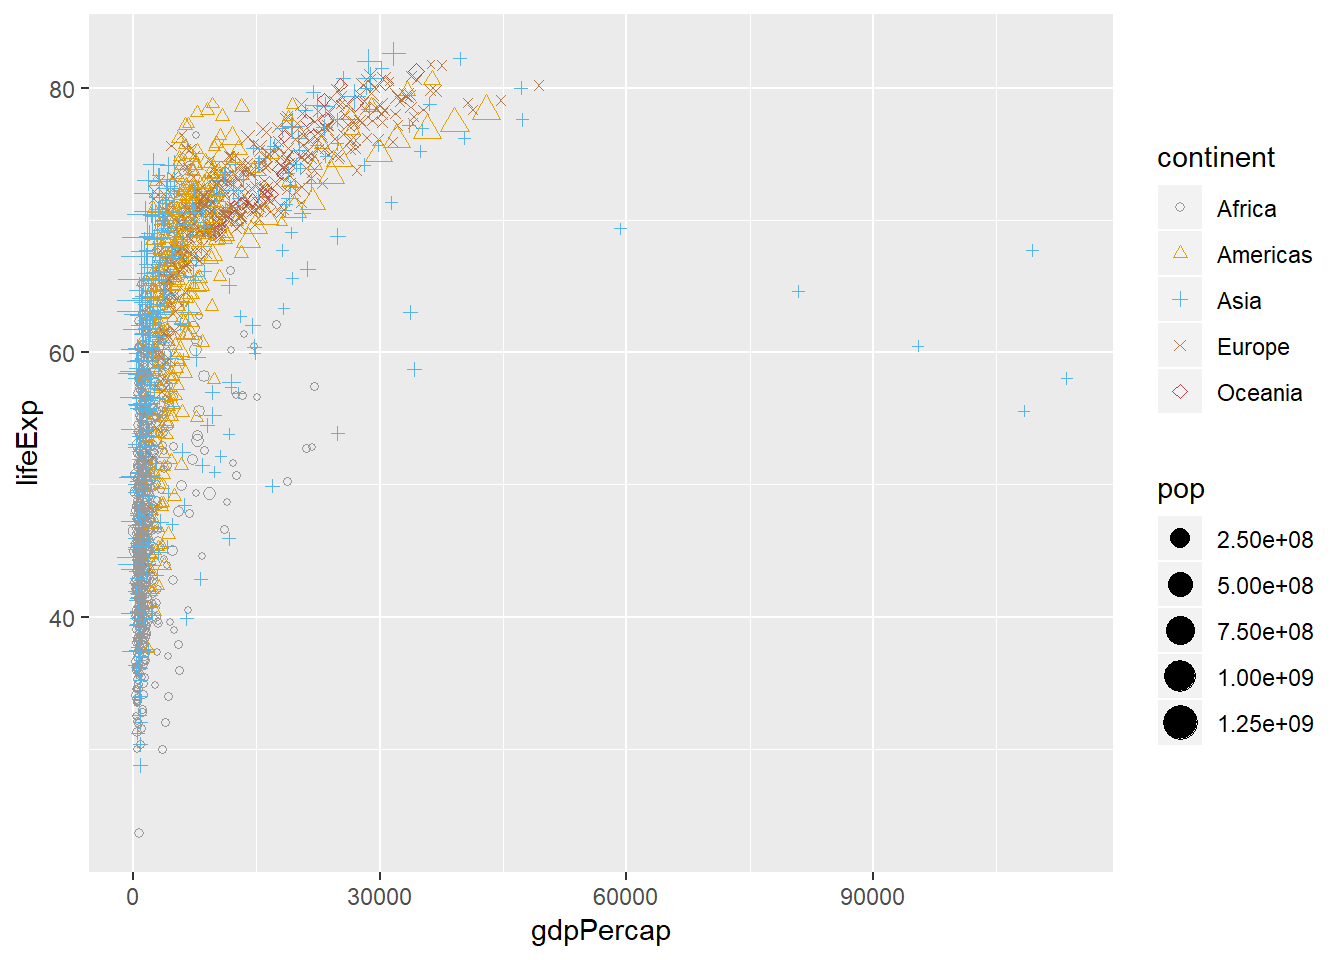 80
60
40
lifeExp
0
30000
60000
90000
gdpPercap
continent
Africa
Americas
Asia
Europe
Oceania
pop
2.50e+08
5.00e+08
7.50e+08
1.00e+09
1.25e+09